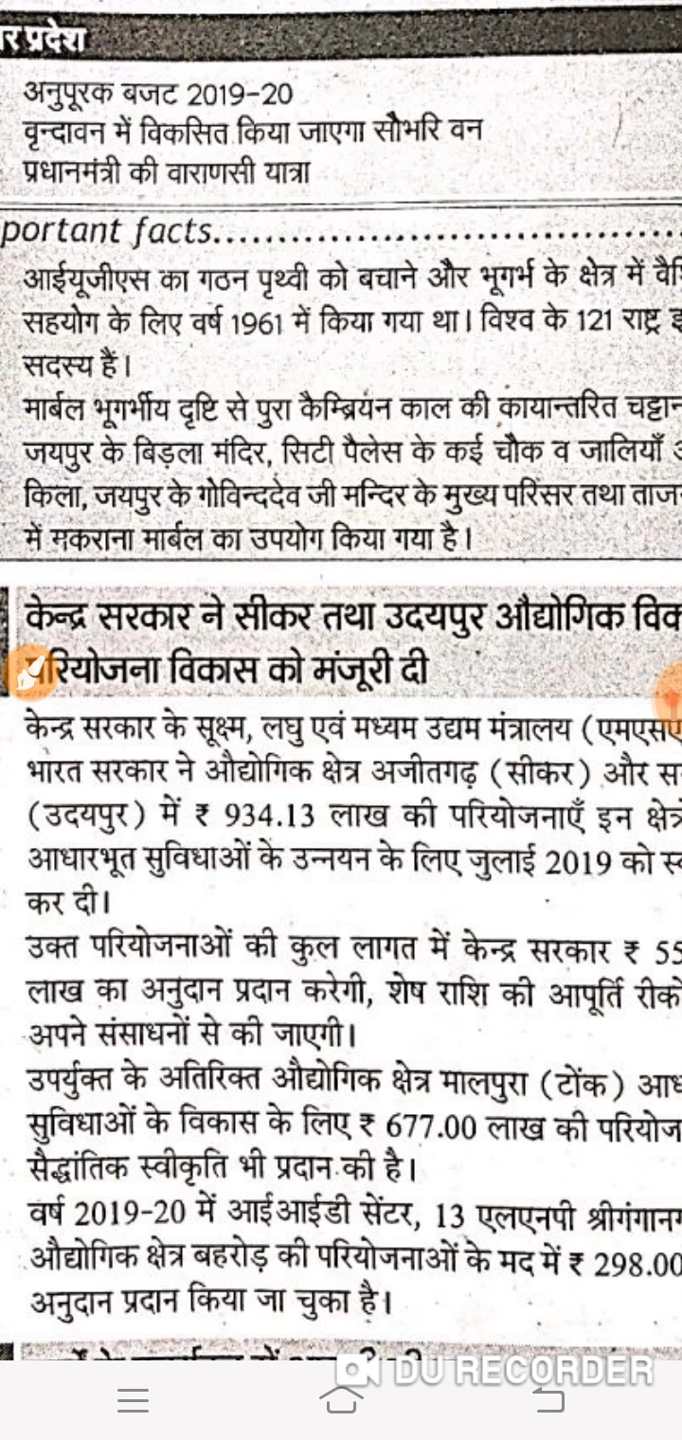 प्रदेश
अनुपूरक बजट 2019-20
वृन्दावन में विकसित किया जाएगा सौभरि वन
प्रधानमंत्री की वाराणसी यात्रा
portant facts
आईयूजीएस का गठन पृथ्वी को बचाने और भूगर्भ के क्षेत्र में
सहयोग के लिए वर्ष 1961 में किया गया था। विश्व के 121 राष्ट्र
सदस्य हैं।
मार्बल भूगर्भीय दृष्टि से पुरा कैम्ब्रियन काल की कायान्तरित
जयपुर के बिड़ला मंदिर, सिटी पैलेस के कई चौक व जालियाँ
किला, जयपुर के गोविन्ददेव जी मन्दिर के मुख्य परिसर तथा
में मकराना मार्बल का उपयोग किया गया है।
केन्द्र सरकार ने सीकर तथा उदयपुर औद्योगिक
परियोजना विकास को मंजूरी दी
केन्द्र सरकार के सूक्ष्म, लघु एवं मध्यम उद्यम मंत्रालय
भारत सरकार ने औद्योगिक क्षेत्र अजीतगढ़ (सीकर) और
(उदयपुर) में ₹ 934.13 लाख की परियोजनाएँ इन
आधारभूत सुविधाओं के उन्नयन के लिए जुलाई 2019 को
कर दी।
उक्त परियोजनाओं की कुल लागत में केन्द्र सरकार ₹ 55
लाख का अनुदान प्रदान करेगी, शेष राशि की आपूर्ति
अपने संसाधनों से की जाएगी।
उपर्युक्त के अतिरिक्त औद्योगिक क्षेत्र मालपुरा (टोंक)
सुविधाओं के विकास के लिए ₹ 677.00 लाख की
सैद्धांतिक स्वीकृति भी प्रदान की है।
वर्ष 2019-20 में आईआईडी सेंटर, 13 एलएनपी
औद्योगिक क्षेत्र बहरोड़ की परियोजनाओं के मद में ₹ 298.00
अनुदान प्रदान किया जा चुका है।
DU RECORDER